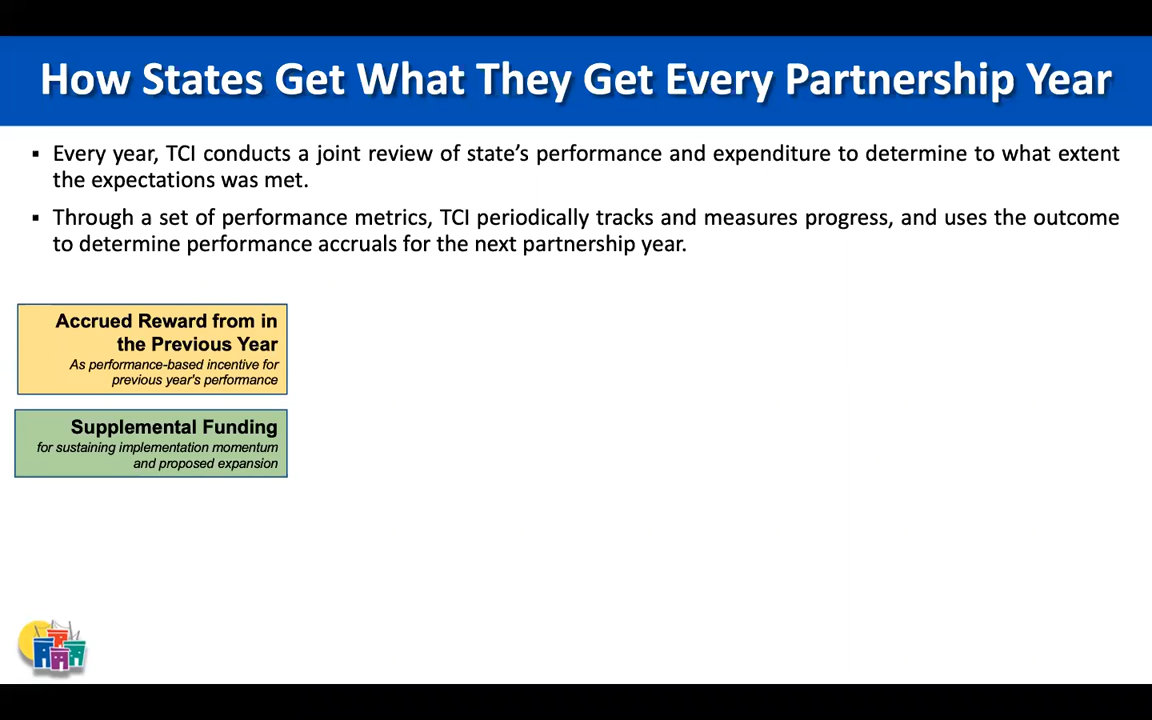 How States Get What They Get Every Partnership Year
▪ Every year, TCI conducts a joint review of state’s performance and expenditure to determine to what extent
the expectations was met.
▪ Through a set of performance metrics, TCI periodically tracks and measures progress, and uses the outcome
to determine performance accruals for the next partnership year.
Accrued Reward from in
the Previous Year
As performance-based incentive for
previous year's performance
Supplemental Funding
for sustaining implementation momentum
and proposed expansion